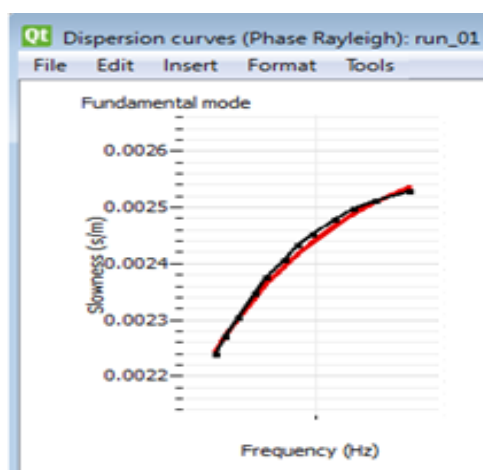 Qt Dispersion curves (Phase Rayleigh): run_01
File Edit Insert Format Tools
Fundamental mode
0.0026
0.0025
0.0024
0.0023
0.0022
Slowness (s/m)
Frequency (Hz)